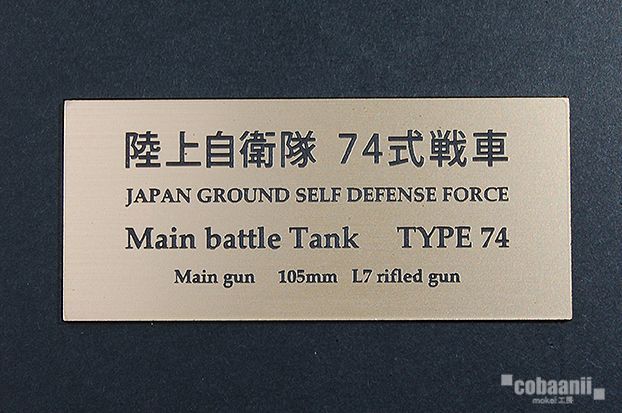 陸上自衛隊 74式戦車
JAPAN GROUND SELF DEFENSE FORCE
Main battle Tank TYPE 74
Main gun 105mm L7 rifled gun
cobaanii
mokei工房